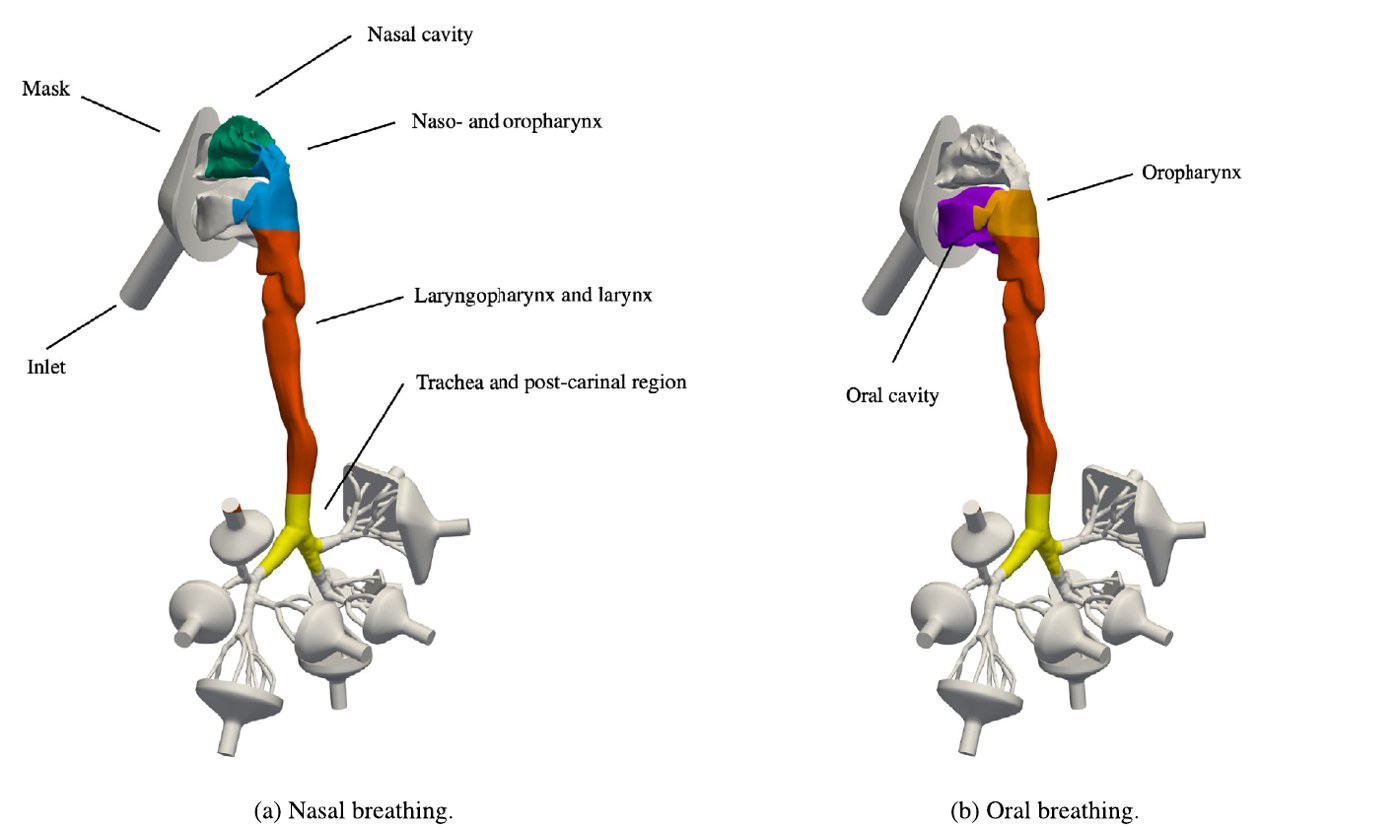 Nasal cavity
Mask
Naso- and oropharynx
Laryngopharynx and larynx
Inlet
Trachea and post-carinal region
(a) Nasal breathing.
Oropharynx
Oral cavity
(b) Oral breathing.